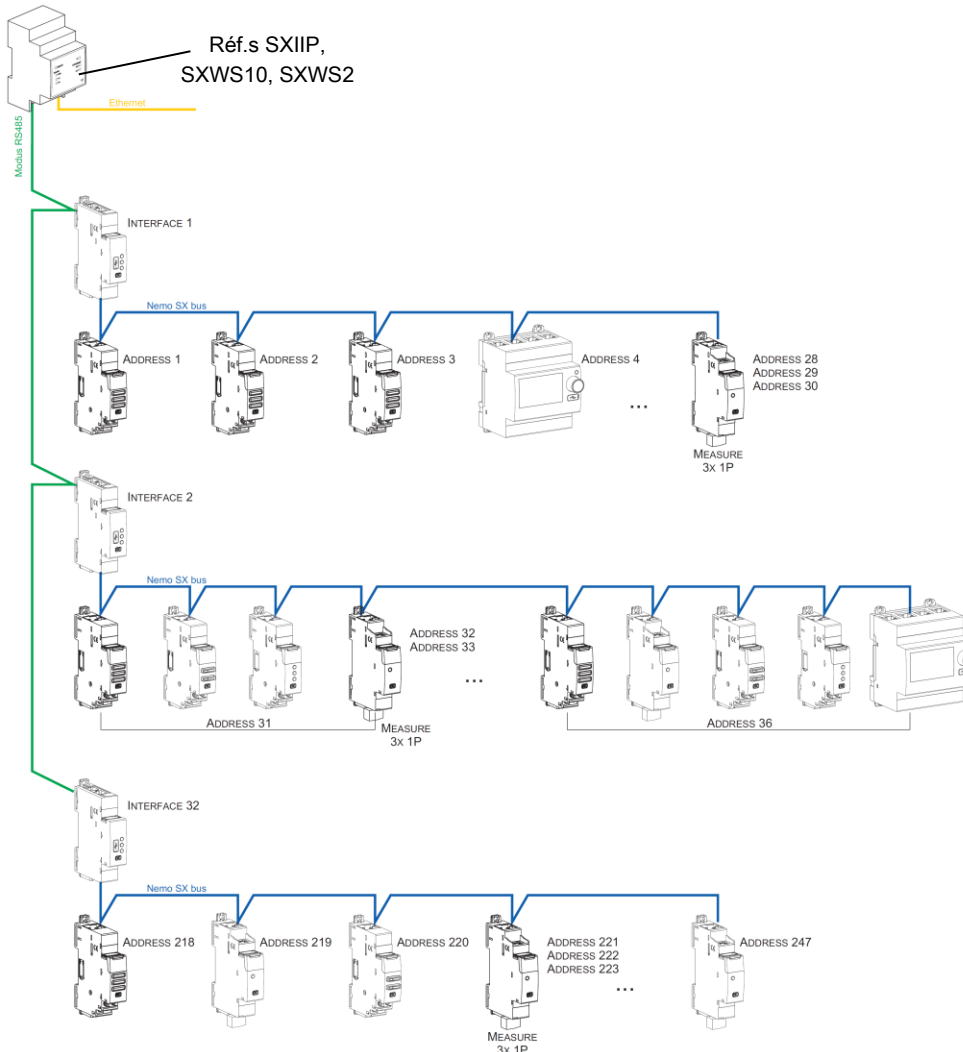 Réf.s SXIIP,
SXWS10, SXWS2
Ethernet
Modus RS485
INTERFACE 1
Nemo SX bus
ADDRESS 1
ADDRESS 2
ADDRESS 3
ADDRESS 4
ADDRESS 28
ADDRESS 29
ADDRESS 30
...
MEASURE
3X 1P
INTERFACE 2
Nemo SX bus
ADDRESS 32
ADDRESS 33
...
ADDRESS 31
MEASURE
3X 1P
ADDRESS 36
INTERFACE 32
Nemo SX bus
ADDRESS 218
ADDRESS 219
ADDRESS 220
ADDRESS 221
ADDRESS 222
ADDRESS 223
ADDRESS 247
...
MEASURE
3X 1P